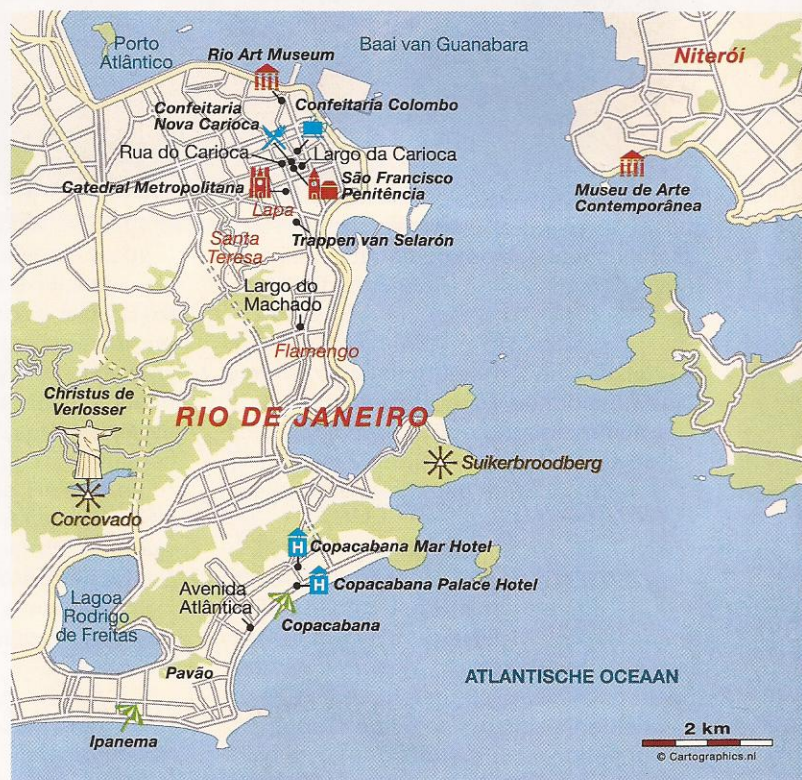 Porto
Atlântico
Rio Art Museum
Baai van Guanabara
Niterói
Confeitaria
Nova Carioca
Confeitaria Colombo
Rua do Carioca
Largo da Carioca
Catedral Metropolitana
São Francisco
Penitência
Museu de Arte
Contemporânea
Lapa
Santa
Teresa
Trappen van Selarón
Largo do
Machado
Flamengo
Christus de
Verlosser
RIO DE JANEIRO
Suikerbroodberg
Corcovado
H Copacabana Mar Hotel
H Copacabana Palace Hotel
Avenida
Atlântica
Lagoa
Rodrigo
de Freitas
Copacabana
Pavão
ATLANTISCHE OCEAAN
Ipanema
2 km
© Cartographics.nl